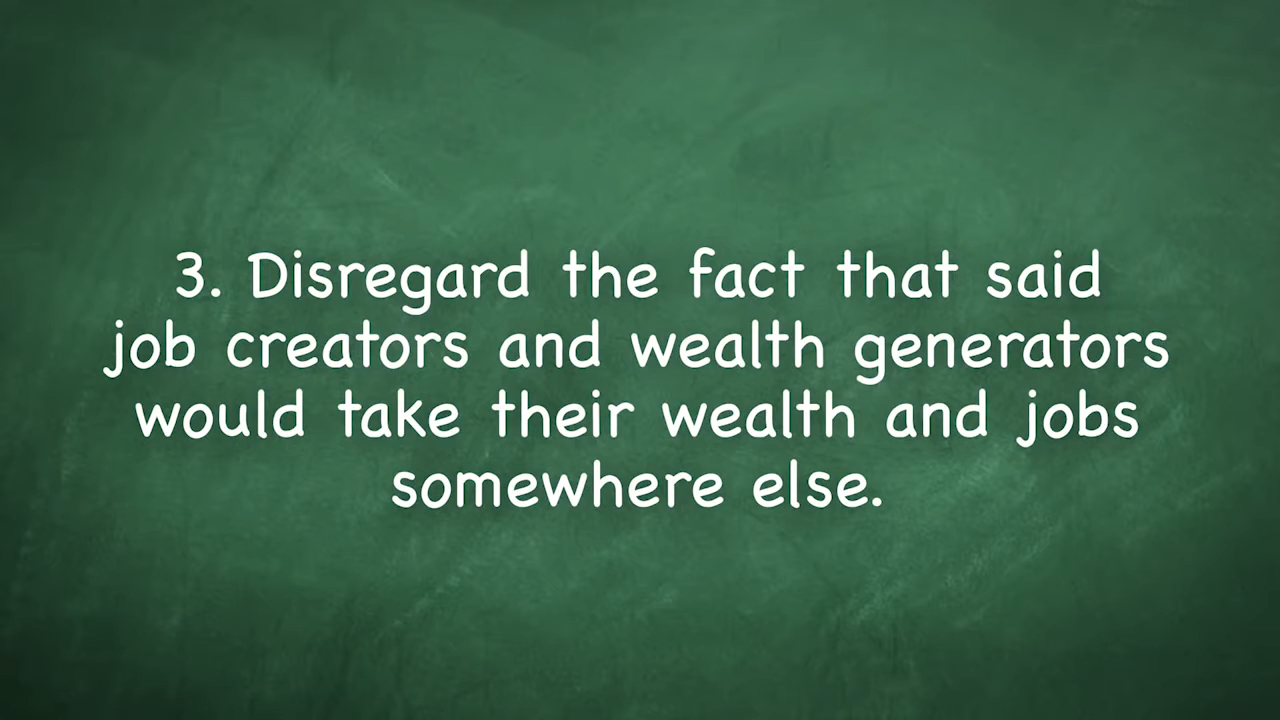 3. Disregard the fact that said
job creators and wealth generators
would take their wealth and jobs
somewhere else.